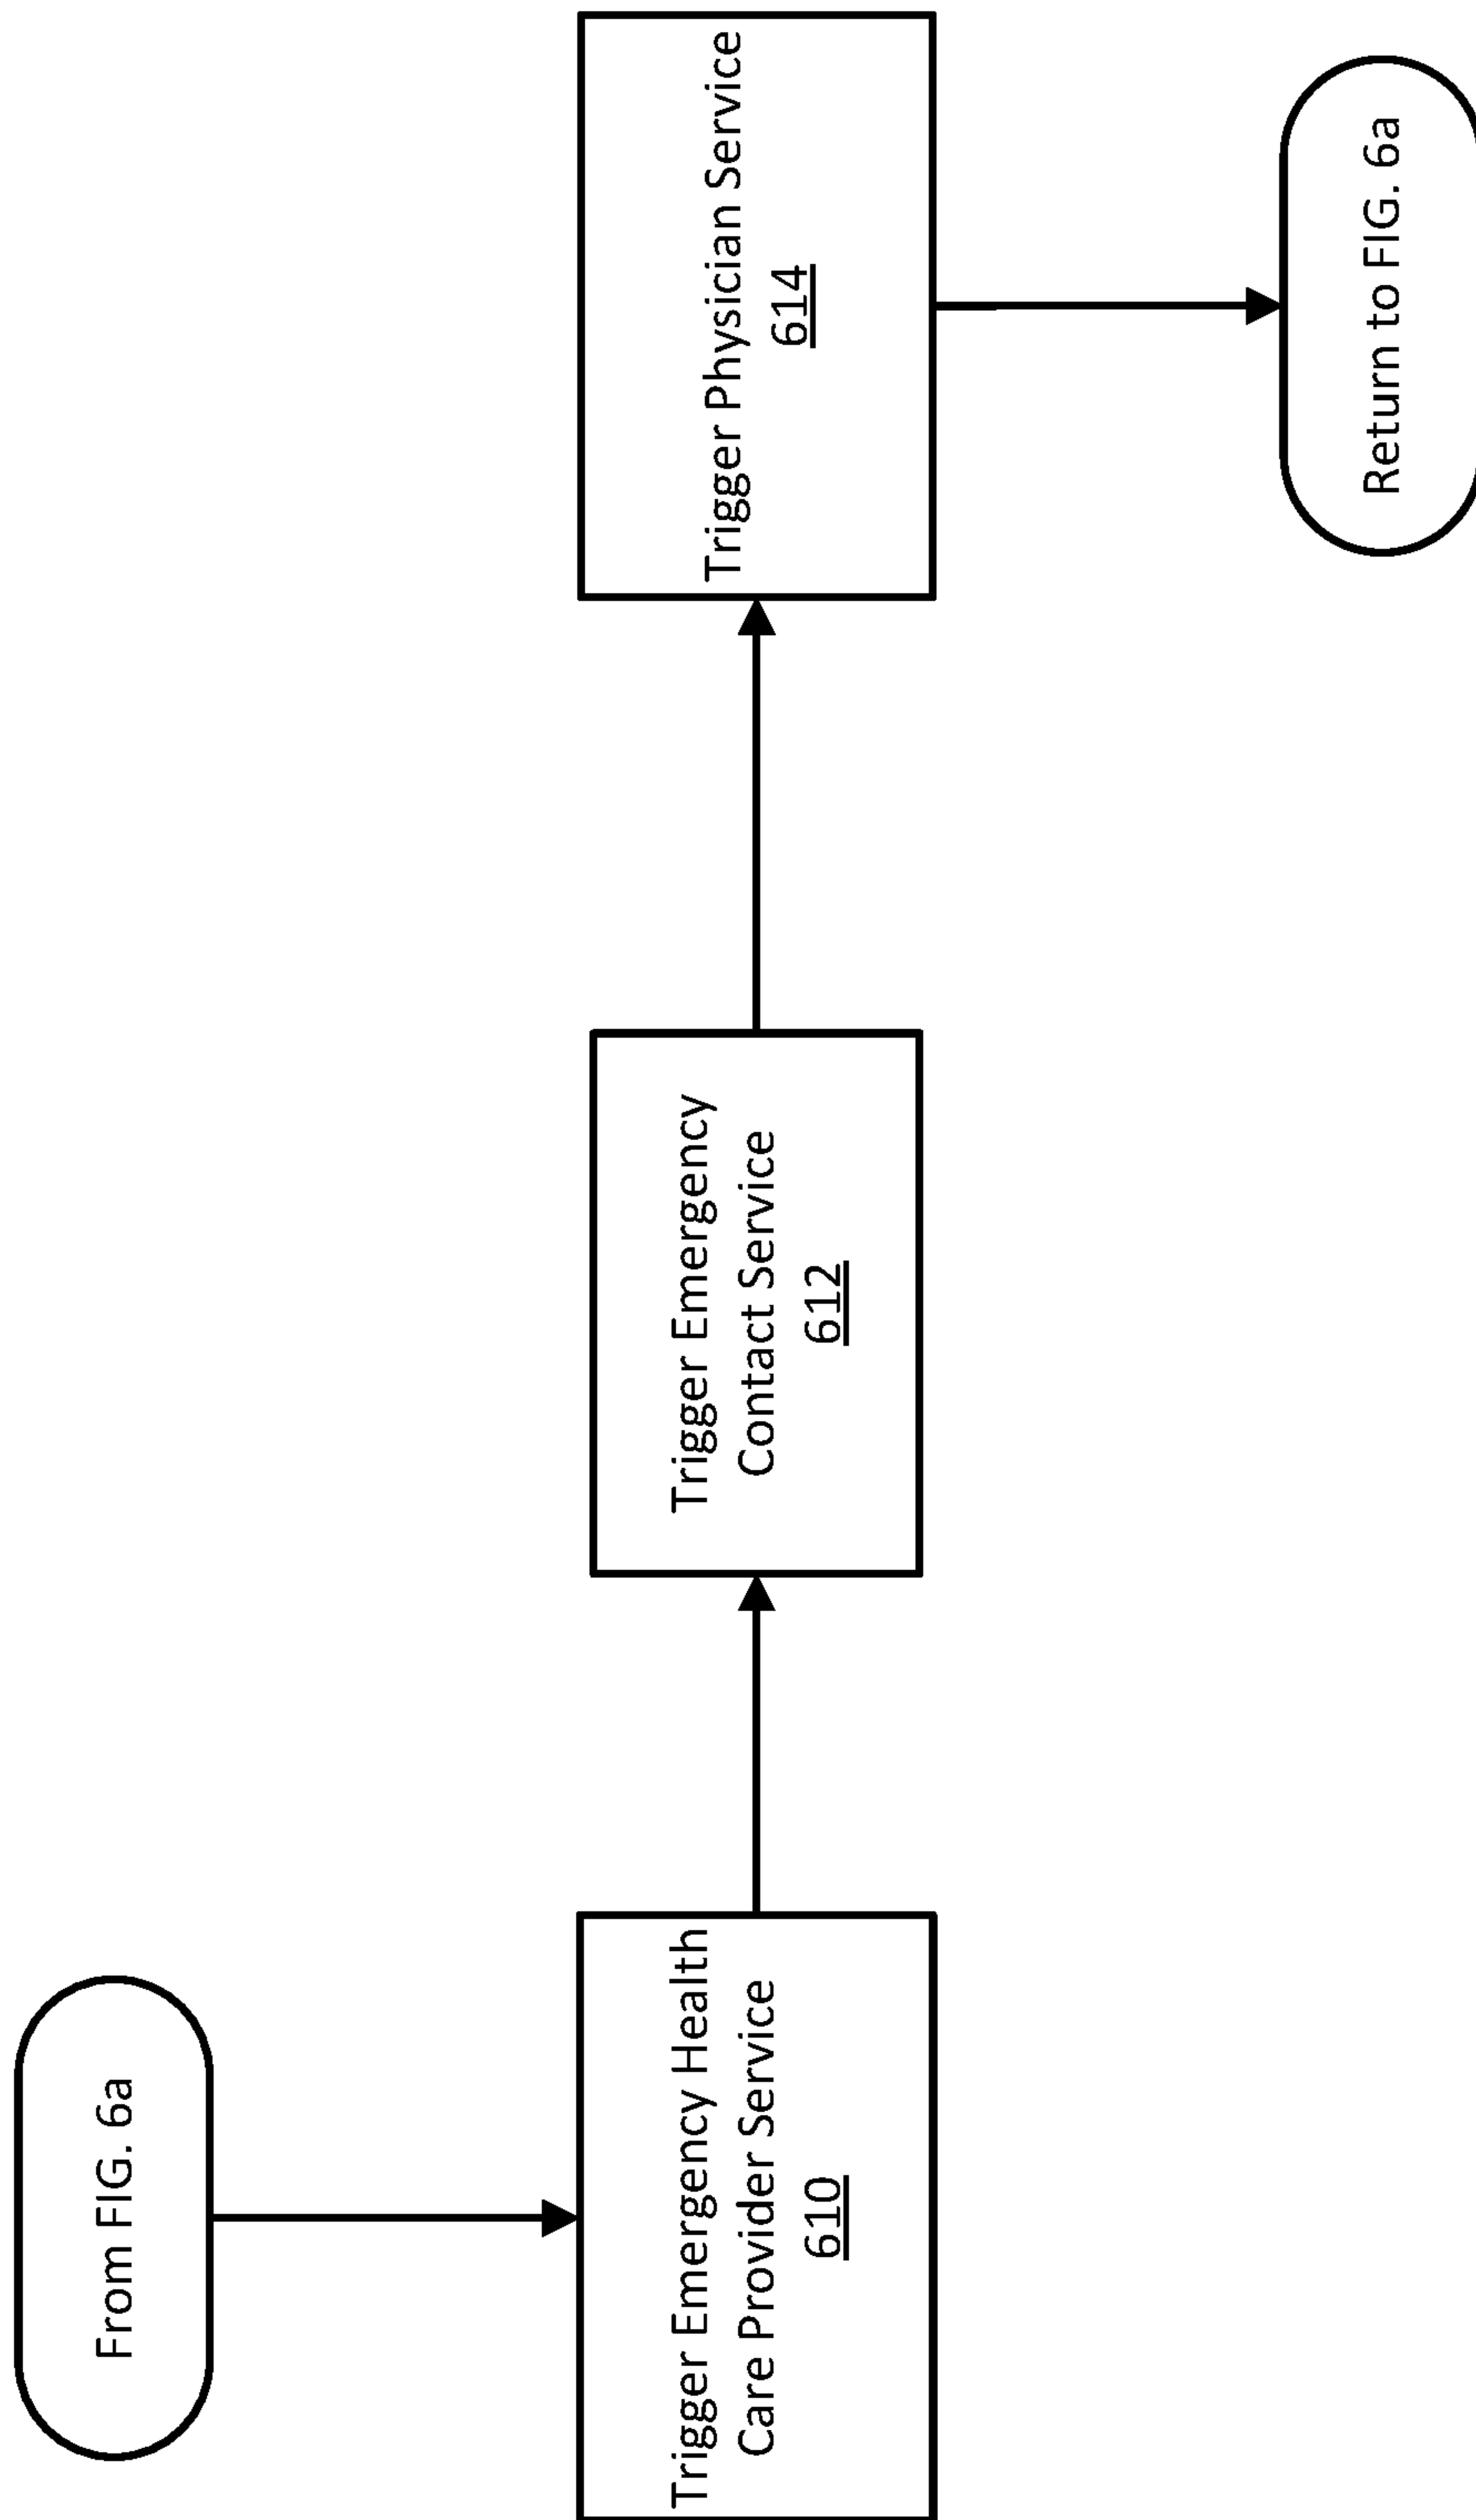 From FIG. 6a
Trigger Emergency Health
Care Provider Service
610
Trigger Emergency
Contact Service
612
Trigger Physician Service
614
Return to FIG. 6a